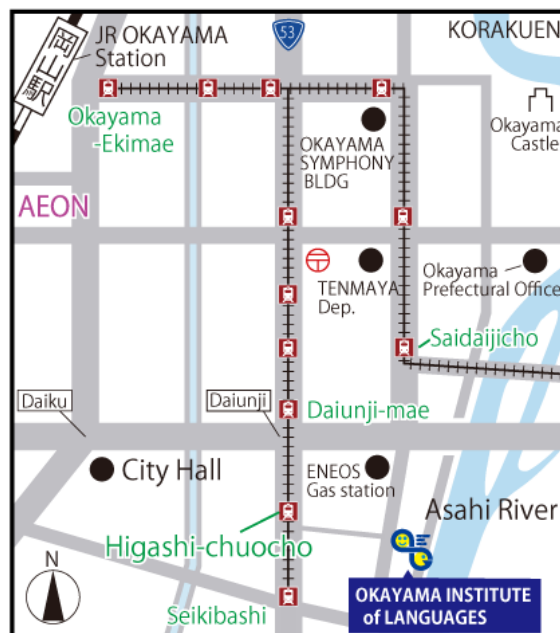 JR OKAYAMA
Station
岡山駅
53
KORAKUEN
Okayama
-Ekimae
OKAYAMA
SYMPHONY
BLDG
Okayama
Castle
AEON
TENMAYA
Dep.
Okayama
Prefectural Office
Saidaijicho
Daiku
Daiunji
Daiunji-mae
City Hall
ENEOS
Gas station
Asahi River
Higashi-chuocho
N
OKAYAMA INSTITUTE
of LANGUAGES
Seikibashi